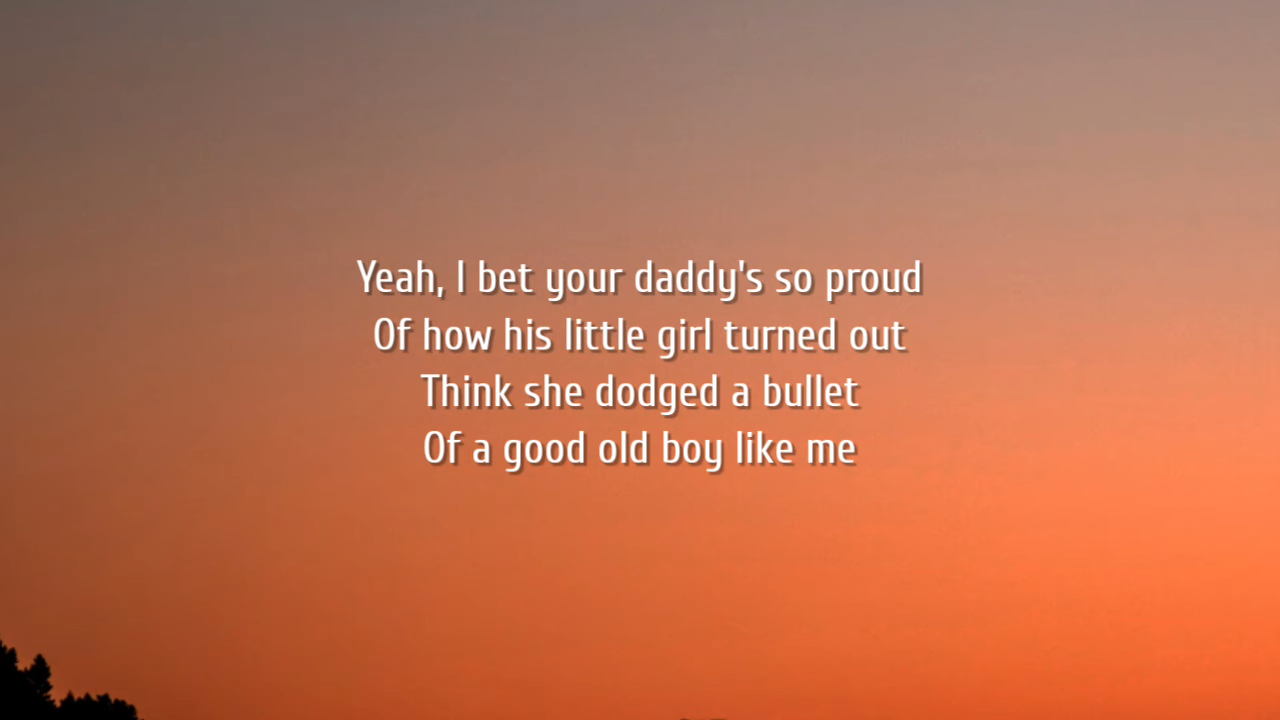 Yeah, I bet your daddy's so proud
Of how his little girl turned out
Think she dodged a bullet
Of a good old boy like me